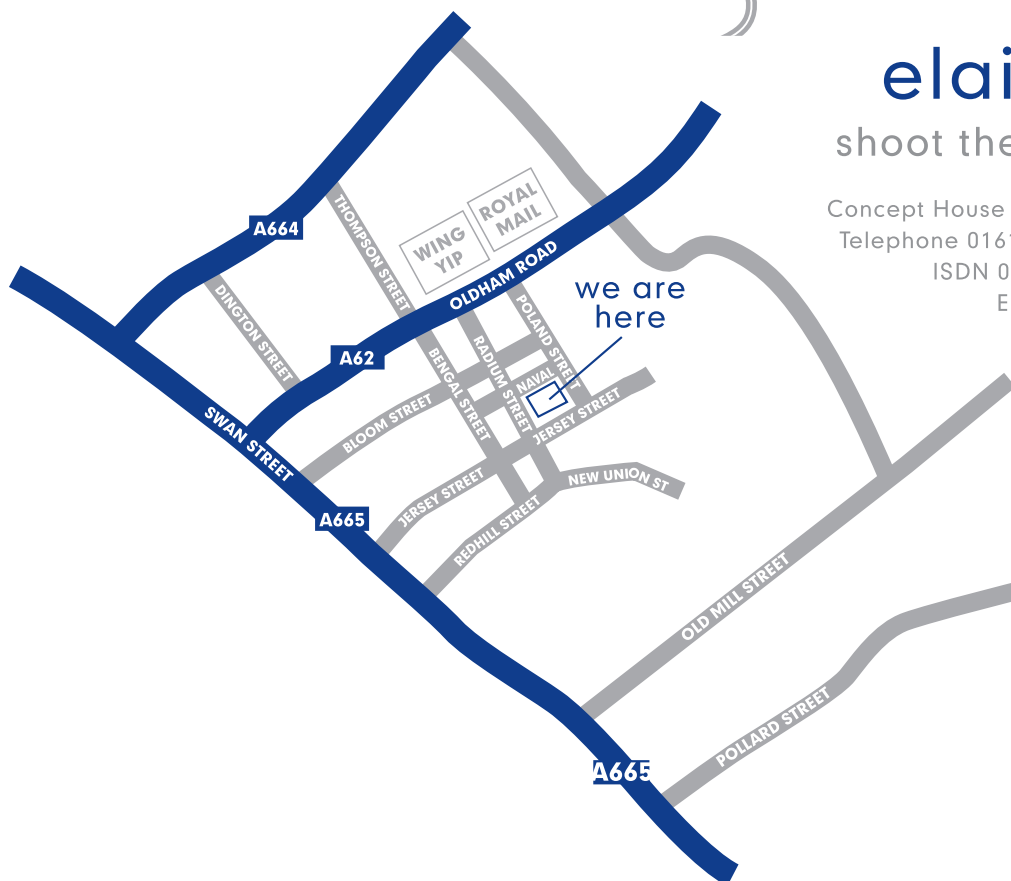 elai
shoot the
Concept House
Telephone 016
ISDN 0
E
A664
THOMPSON STREET
WING
YIP
ROYAL
MAIL
OLDHAM ROAD
we are
here
DINGTON STREET
A62
POLAND STREET
RADIUM STREET
BENGAL STREET
NAVAL
BLOOM STREET
JERSEY STREET
SWAN STREET
JERSEY STREET
NEW UNION ST
A665
REDHILL STREET
OLD MILL STREET
POLLARD STREET
A665